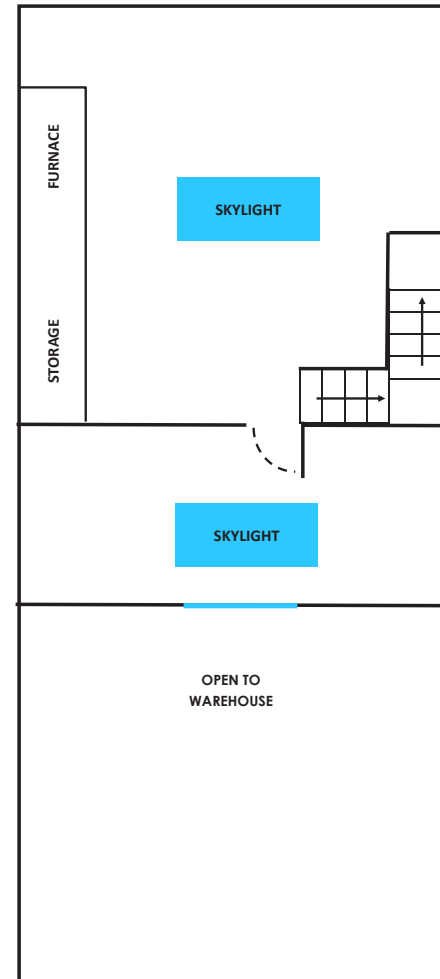 FURNACE
SKYLIGHT
STORAGE
SKYLIGHT
OPEN TO
WAREHOUSE